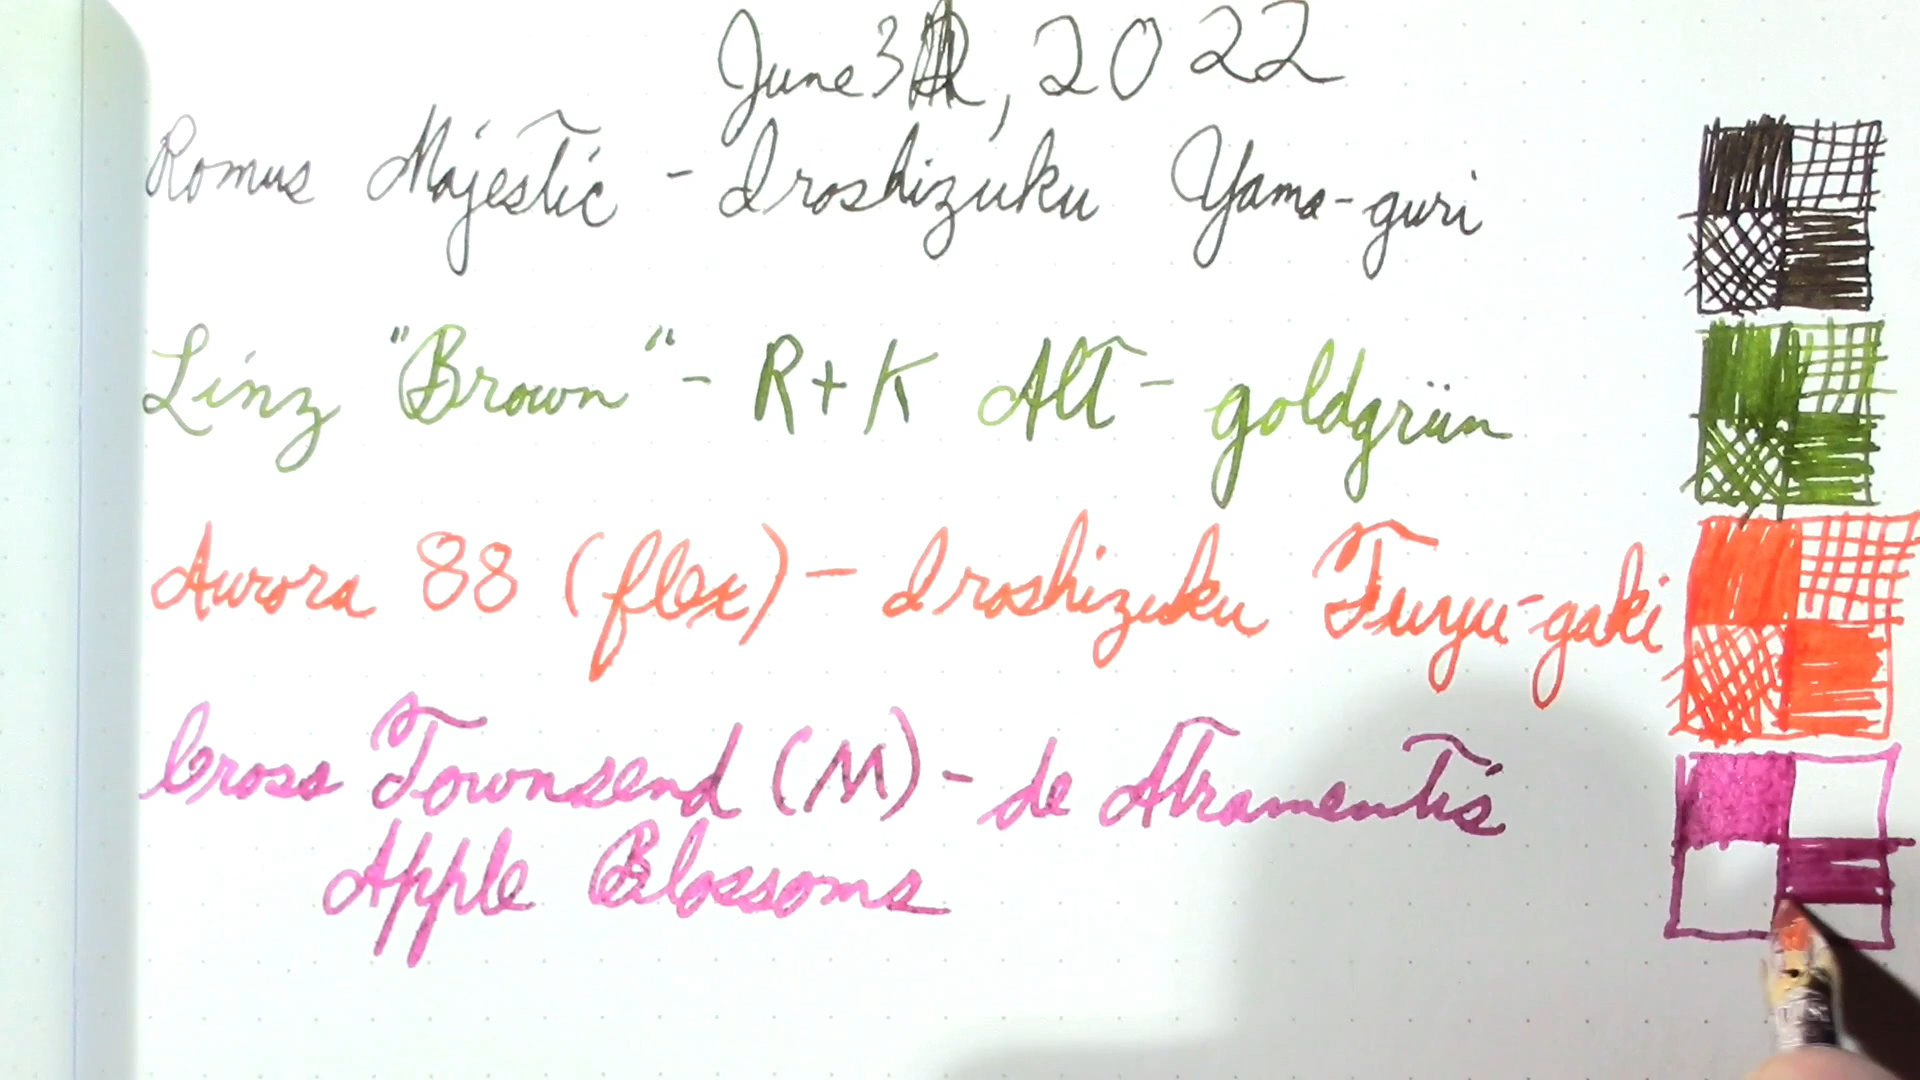 June 3, 2022
Romus Majestic - Iroshizuku Yama-guri
Linz "Brown" - R+K Alt - goldgrün
Aurora 88 (flex) - Iroshizuku Fuyu-gaki
Cross Townsend (M) - de Atramentis
Apple Blossoms